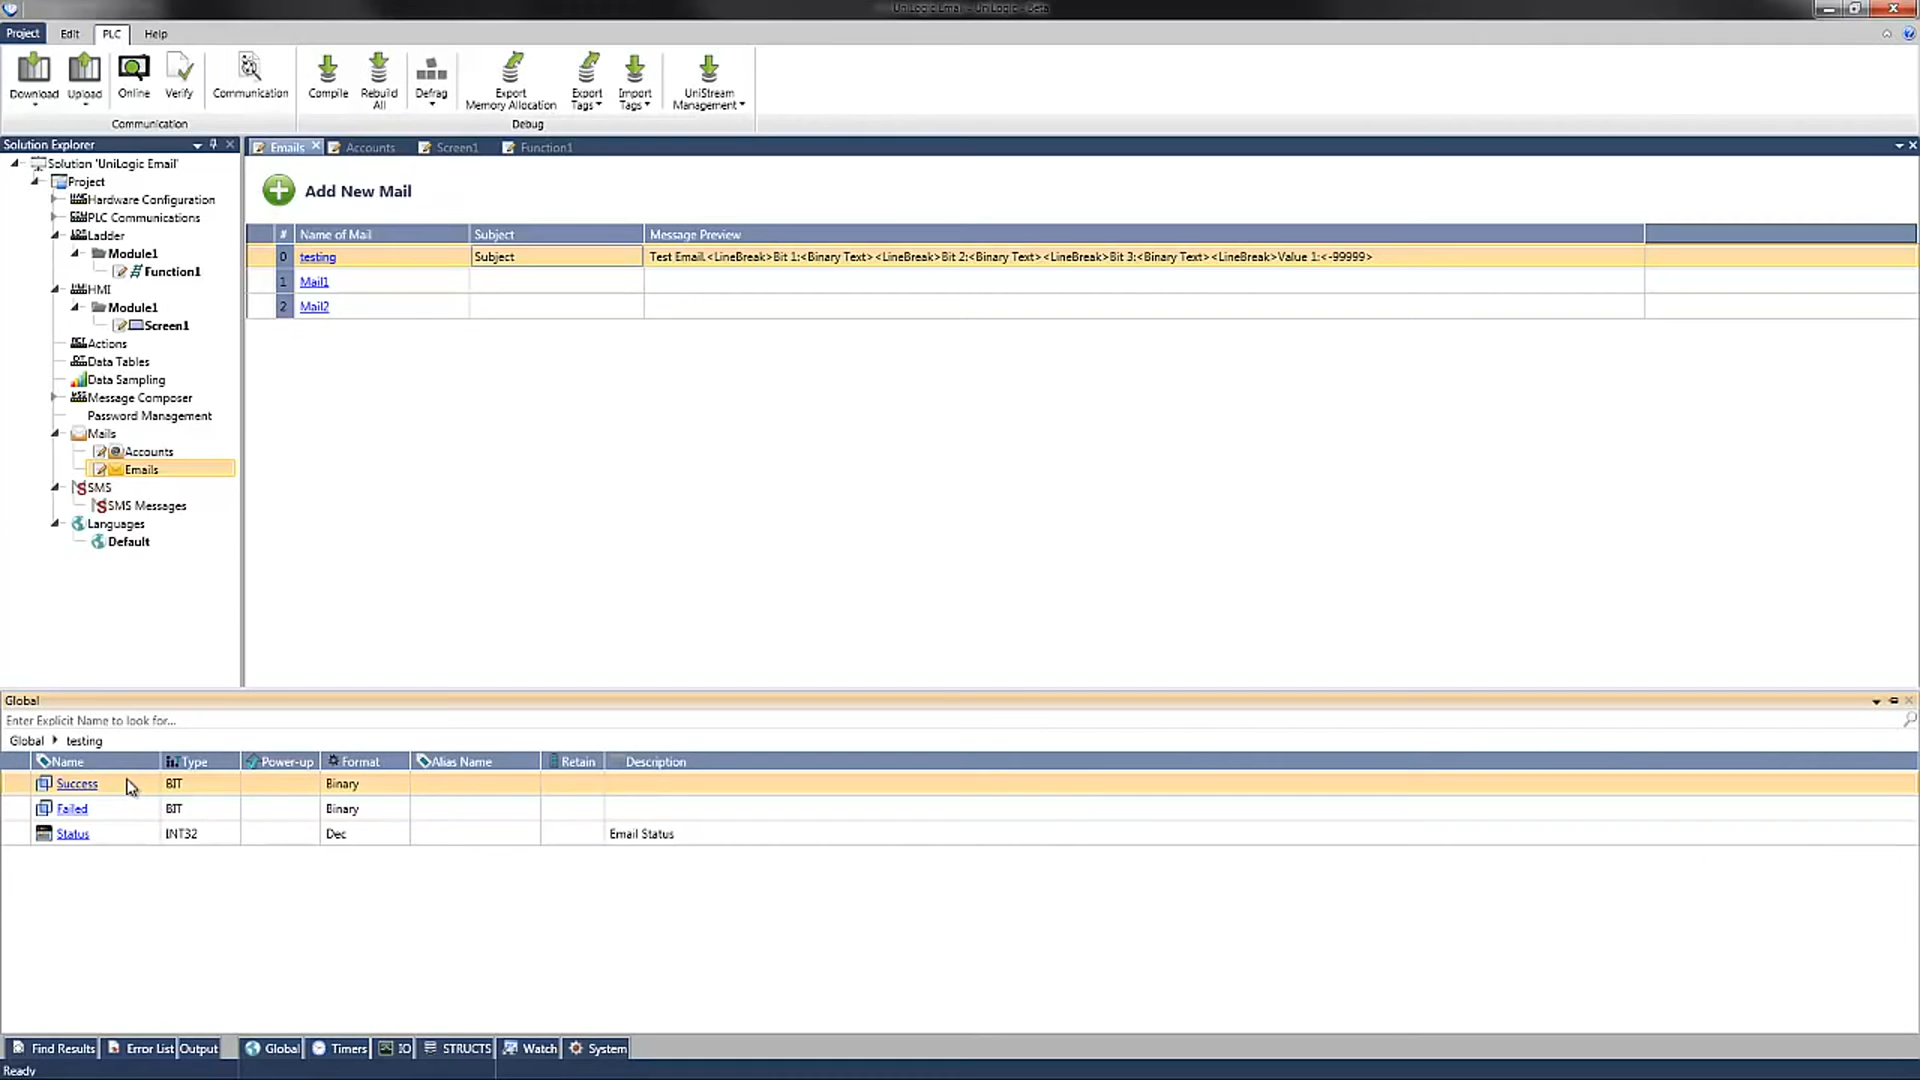 UniLogic Email - UniLogic - Beta
Project Edit PLC Help
Download Upload Online Verify Communication Compile Rebuild All Defrag Export Memory Allocation Export Tags Import Tags UniStream Management
Communication Debug
Solution Explorer
Emails Accounts Screen1 Function1
Solution 'UniLogic Email'
Project
Hardware Configuration
PLC Communications
Ladder
Module1
Function1
HMI
Module1
Screen1
Actions
Data Tables
Data Sampling
Message Composer
Password Management
Mails
Accounts
Emails
SMS
SMS Messages
Languages
Default
Add New Mail
# Name of Mail Subject Message Preview
0 testing Subject Test Email.<LineBreak>Bit 1:<Binary Text><LineBreak>Bit 2:<Binary Text><LineBreak>Bit 3:<Binary Text><LineBreak>Value 1:<-99999>
1 Mail1
2 Mail2
Global
Enter Explicit Name to look for...
Global testing
Name Type Power-up Format Alias Name Retain Description
Success BIT Binary
Failed BIT Binary
Status INT32 Dec Email Status
Find Results Error List Output Global Timers IO STRUCTS Watch System
Ready